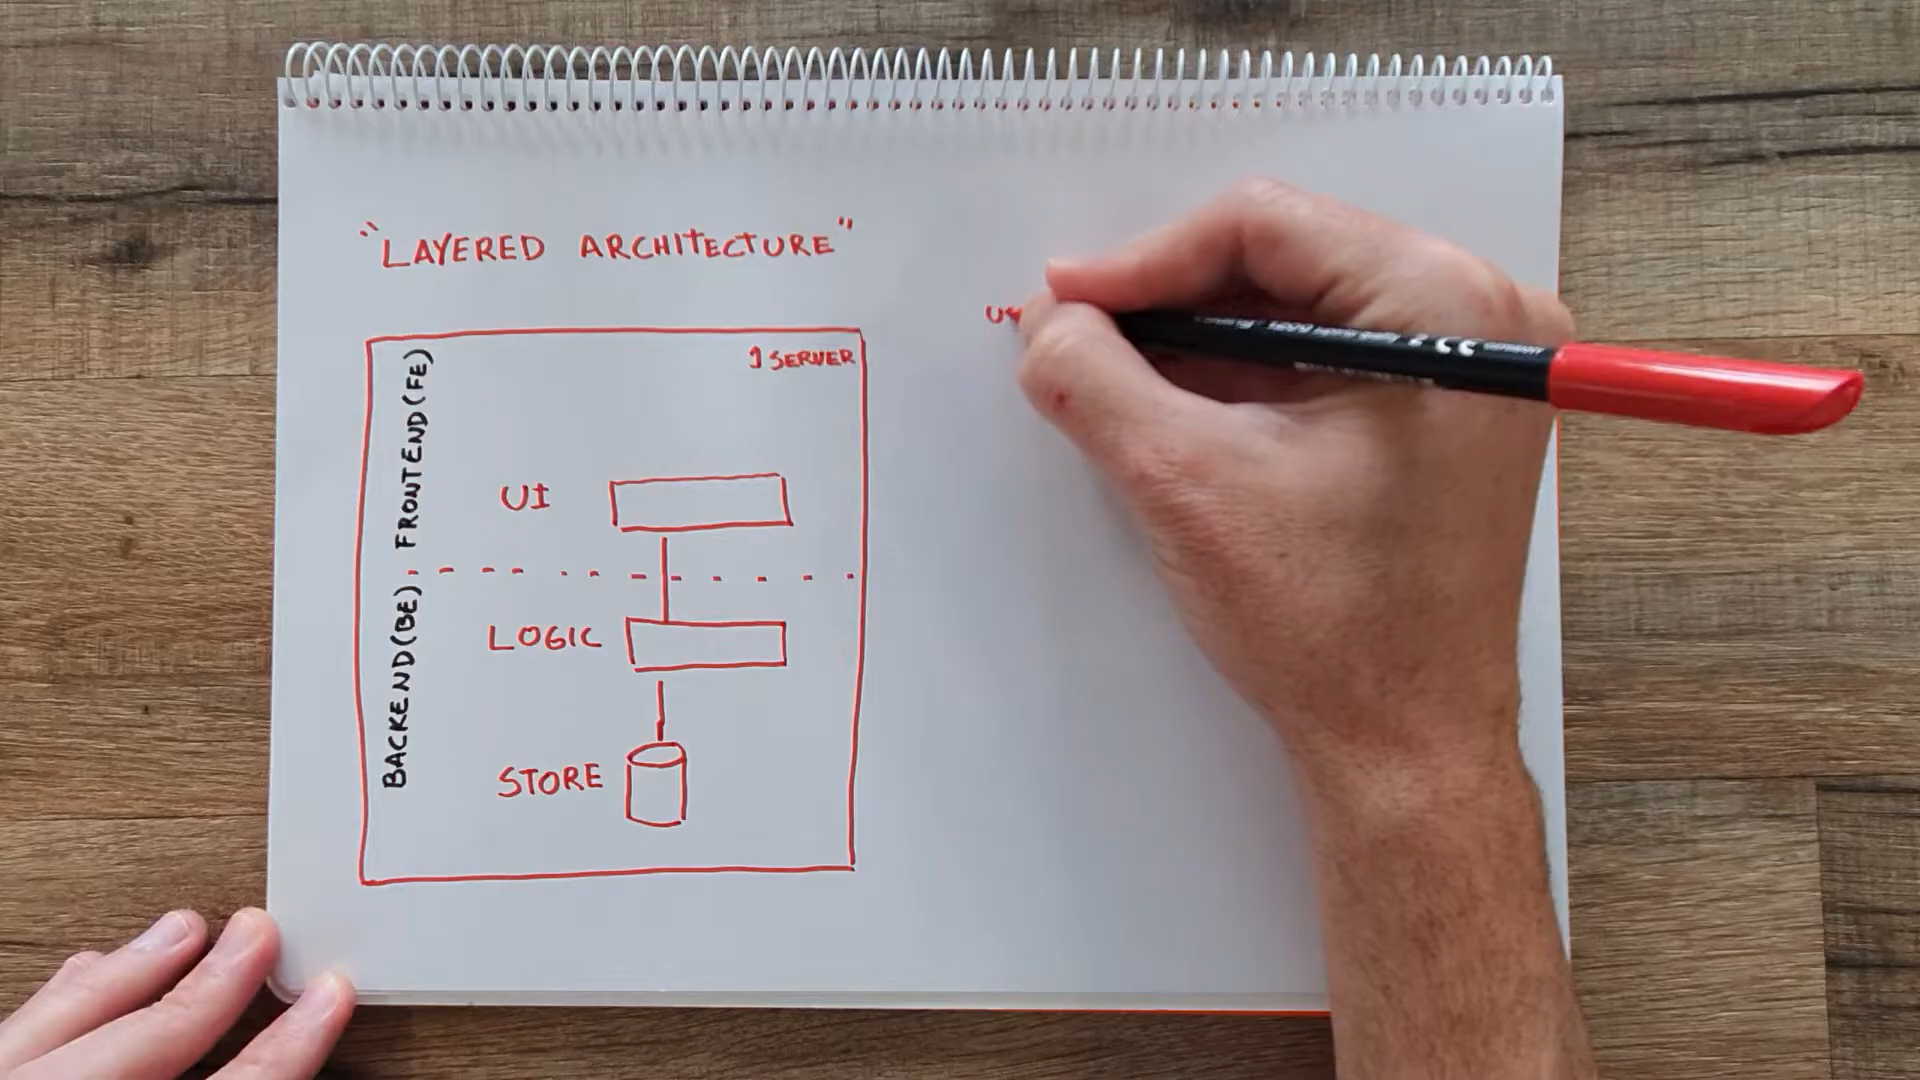 "LAYERED ARCHITECTURE"
1 SERVER
FRONTEND(FE)
UI
BACKEND(BE)
LOGIC
STORE